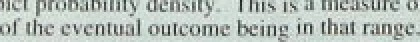 probability density. This is a measure
of the eventual outcome being in that range.